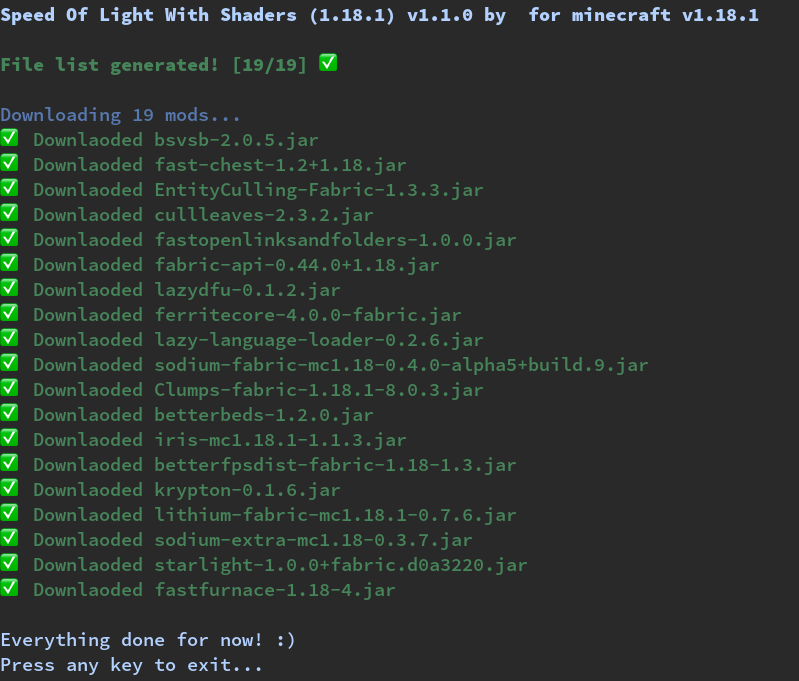 Speed Of Light With Shaders (1.18.1) v1.1.0 by  for minecraft v1.18.1
File list generated! [19/19] ✅
Downloading 19 mods...
✅ Downlaoded bsvsb-2.0.5.jar
✅ Downlaoded fast-chest-1.2+1.18.jar
✅ Downlaoded EntityCulling-Fabric-1.3.3.jar
✅ Downlaoded cullleaves-2.3.2.jar
✅ Downlaoded fastopenlinksandfolders-1.0.0.jar
✅ Downlaoded fabric-api-0.44.0+1.18.jar
✅ Downlaoded lazydfu-0.1.2.jar
✅ Downlaoded ferritecore-4.0.0-fabric.jar
✅ Downlaoded lazy-language-loader-0.2.6.jar
✅ Downlaoded sodium-fabric-mc1.18-0.4.0-alpha5+build.9.jar
✅ Downlaoded Clumps-fabric-1.18.1-8.0.3.jar
✅ Downlaoded betterbeds-1.2.0.jar
✅ Downlaoded iris-mc1.18.1-1.1.3.jar
✅ Downlaoded betterfpsdist-fabric-1.18-1.3.jar
✅ Downlaoded krypton-0.1.6.jar
✅ Downlaoded lithium-fabric-mc1.18.1-0.7.6.jar
✅ Downlaoded sodium-extra-mc1.18-0.3.7.jar
✅ Downlaoded starlight-1.0.0+fabric.d0a3220.jar
✅ Downlaoded fastfurnace-1.18-4.jar
Everything done for now! :)
Press any key to exit...